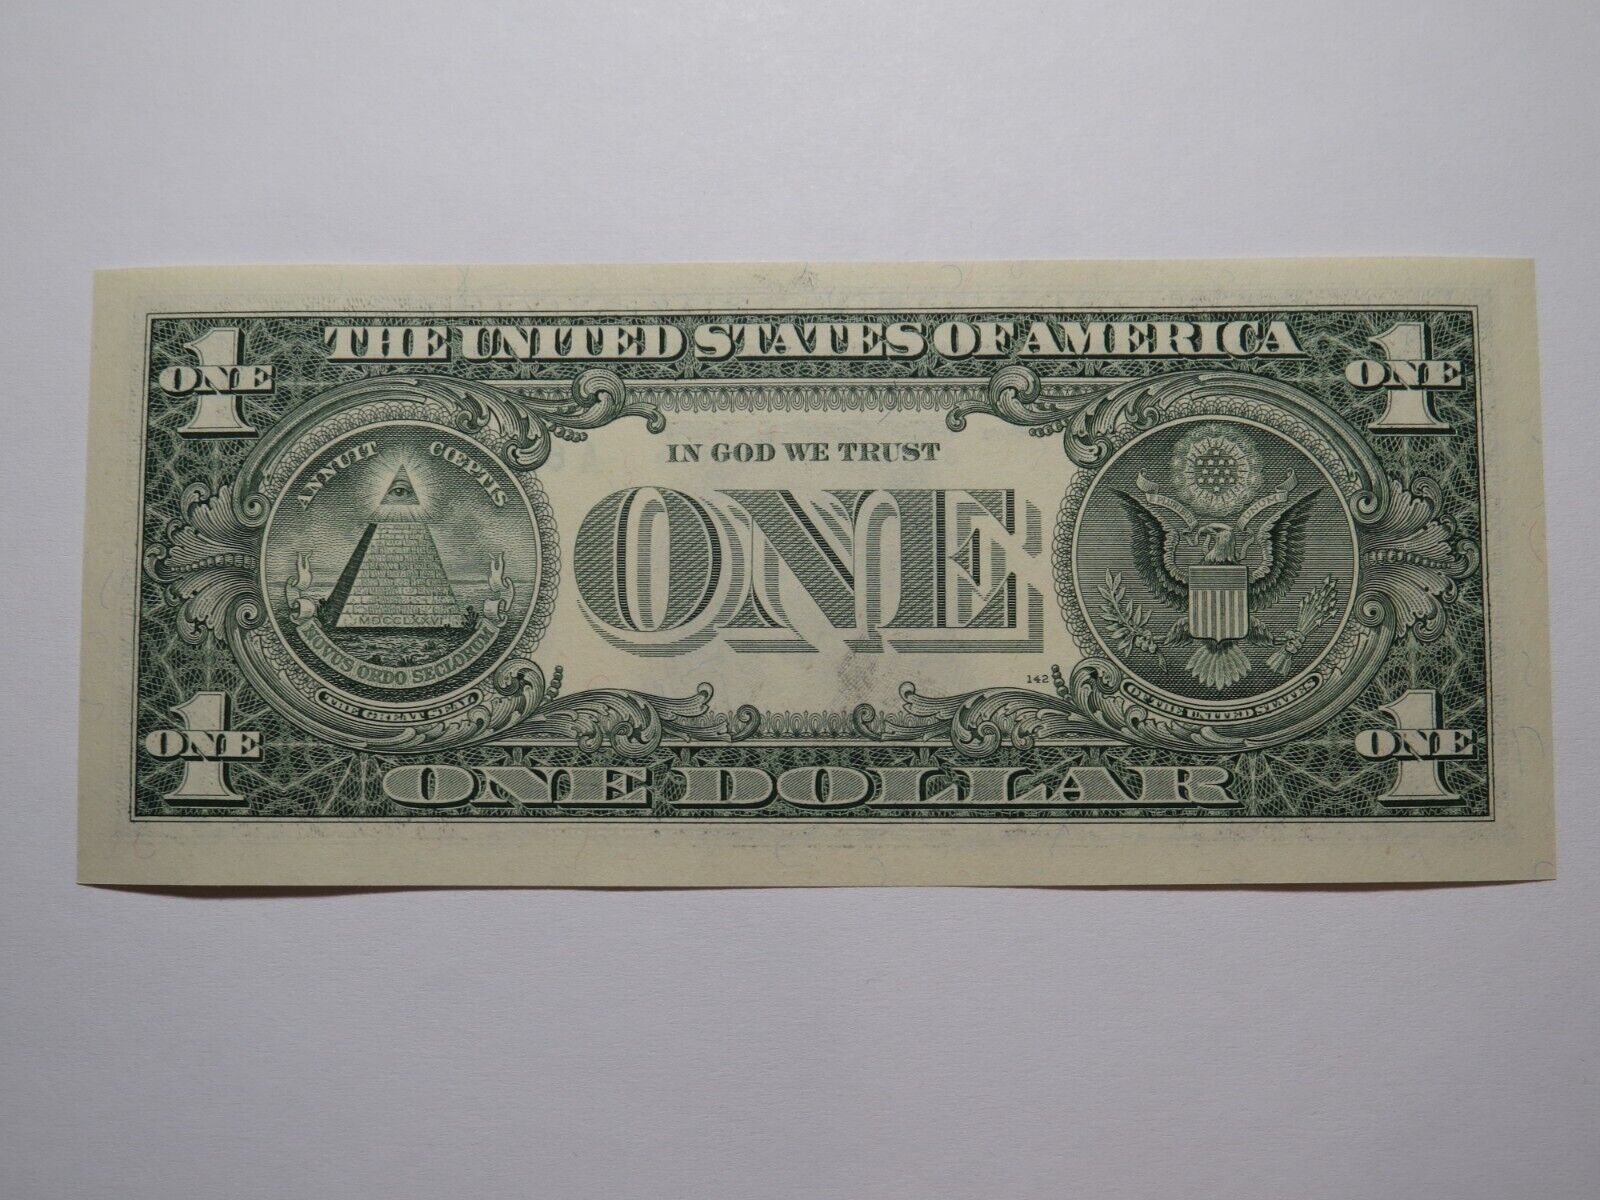 THE UNITED STATES OF AMERICA
1
ONE
1
ONE
ANNUIT CŒPTIS
IN GOD WE TRUST
ONE
MDCCLXXVI
NOVUS ORDO SECLORUM
142
THE GREAT SEAL
OF THE UNITED STATES
1
ONE
1
ONE
ONE DOLLAR